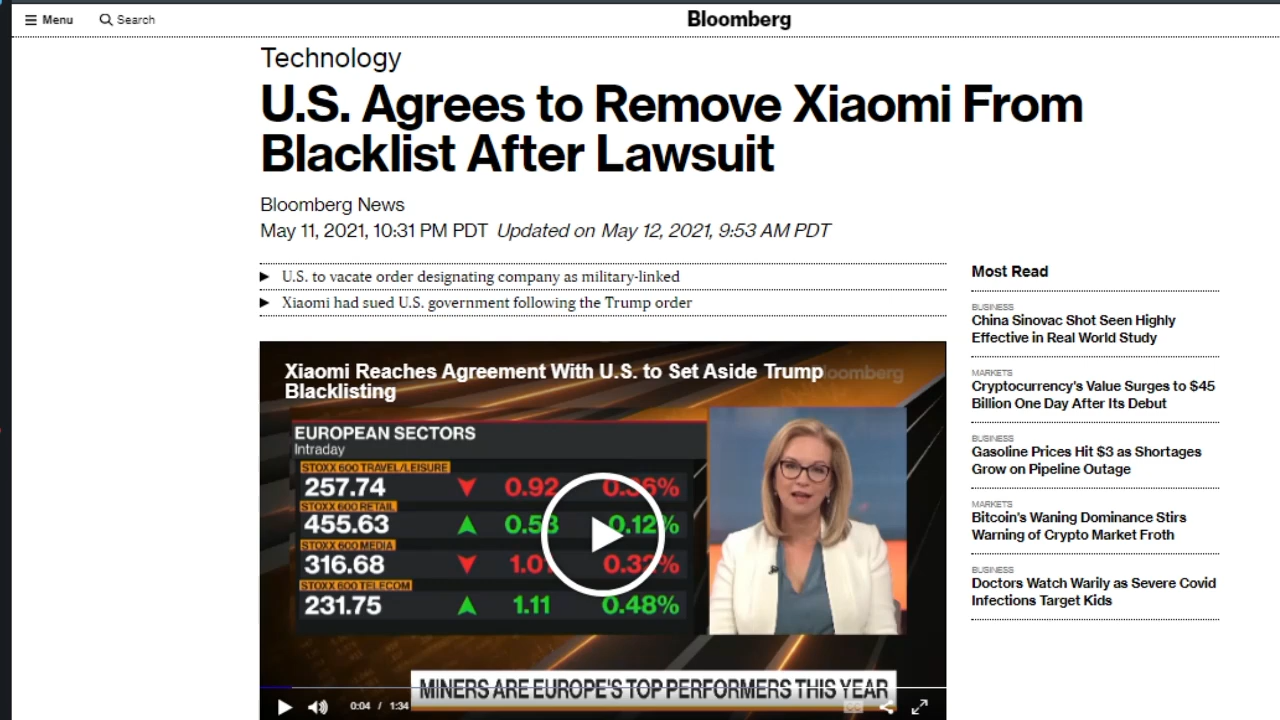 Menu
Search
Bloomberg
Technology
U.S. Agrees to Remove Xiaomi From
Blacklist After Lawsuit
Bloomberg News
May 11, 2021, 10:31 PM PDT Updated on May 12, 2021, 9:53 AM PDT
U.S. to vacate order designating company as military-linked
Xiaomi had sued U.S. government following the Trump order
Most Read
BUSINESS
China Sinovac Shot Seen Highly
Effective in Real World Study
MARKETS
Cryptocurrency's Value Surges to $45
Billion One Day After Its Debut
BUSINESS
Gasoline Prices Hit $3 as Shortages
Grow on Pipeline Outage
MARKETS
Bitcoin's Waning Dominance Stirs
Warning of Crypto Market Froth
BUSINESS
Doctors Watch Warily as Severe Covid
Infections Target Kids
Xiaomi Reaches Agreement With U.S. to Set Aside Trump
Blacklisting
EUROPEAN SECTORS
Intraday
STOXX 600 TRAVEL/LEISURE
257.74 0.92
STOXX 600 RETAIL
455.63 0.12%
STOXX 600 MEDIA
316.68
STOXX 600 TELECOM
231.75 1.11 0.48%
MINERS ARE EUROPE'S TOP PERFORMERS THIS YEAR
0:04 / 1:34
CC